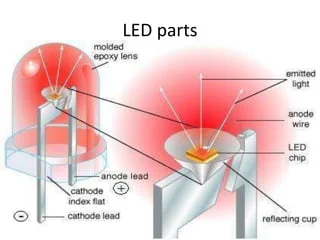 LED parts
molded
epoxy lens
emitted
light
anode
wire
LED
chip
anode lead
+
cathode
index flat
-
cathode lead
reflecting cup